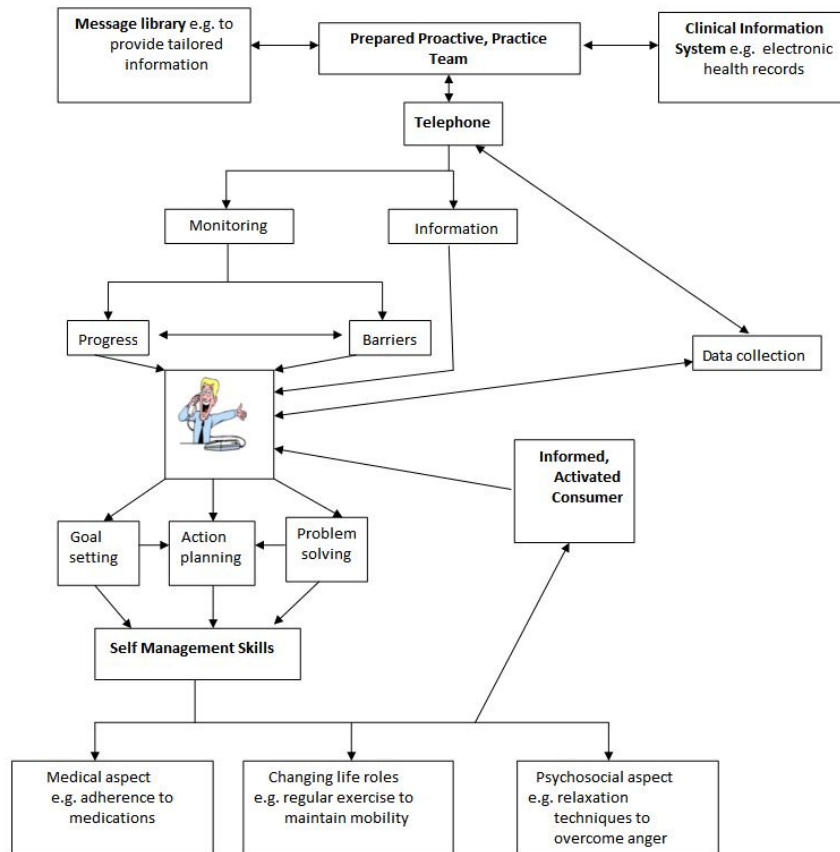 Message library e.g. to
provide tailored
information
Prepared Proactive, Practice
Team
Clinical Information
System e.g. electronic
health records
Telephone
Monitoring
Information
Progress
Barriers
Data collection
Informed,
Activated
Consumer
Goal
setting
Action
planning
Problem
solving
Self Management Skills
Medical aspect
e.g. adherence to
medications
Changing life roles
e.g. regular exercise to
maintain mobility
Psychosocial aspect
e.g. relaxation
techniques to
overcome anger